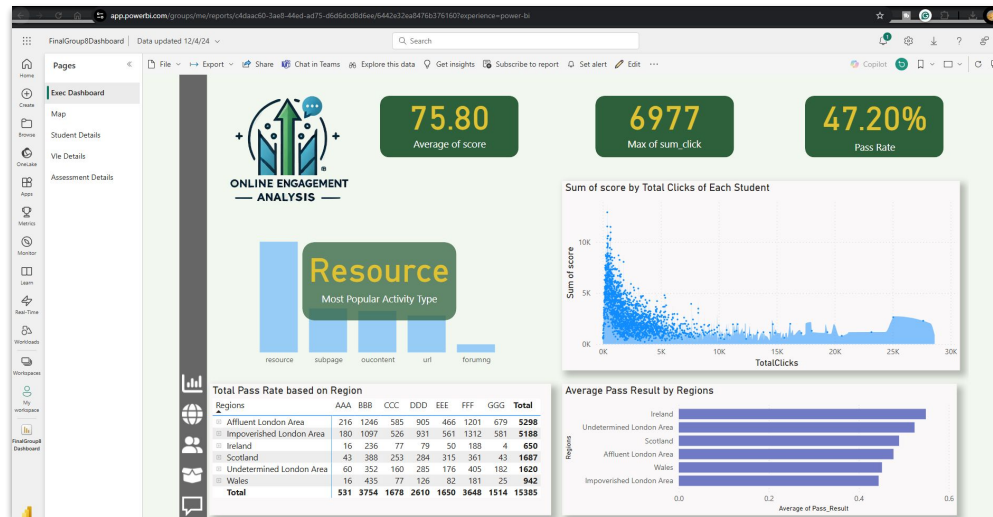 app.powerbi.com/groups/me/reports/c4daac60-3ae8-44ed-ad75-d6d6dcd8d6ee/6442e32ea8476b376160?experience=power-bi
FinalGroup8Dashboard Data updated 12/4/24
Search
Pages
File Export Share Chat in Teams Explore this data Get insights Subscribe to report Set alert Edit ...
Copilot
Home
Create
Browse
OneLake
Apps
Metrics
Monitor
Learn
Real-Time
Workloads
Workspaces
My workspace
FinalGroup8 Dashboard
Exec Dashboard
Map
Student Details
Vle Details
Assessment Details
ONLINE ENGAGEMENT
— ANALYSIS —
75.80
Average of score
6977
Max of sum_click
47.20%
Pass Rate
Resource
Most Popular Activity Type
resource subpage oucontent url forumng
Sum of score by Total Clicks of Each Student
Sum of score
10K
5K
0K
0K 5K 10K 15K 20K 25K 30K
TotalClicks
Total Pass Rate based on Region
Regions AAA BBB CCC DDD EEE FFF GGG Total
Affluent London Area 216 1246 585 905 466 1201 679 5298
Impoverished London Area 180 1097 526 931 561 1312 581 5188
Ireland 16 236 77 79 50 188 4 650
Scotland 43 388 253 284 315 361 43 1687
Undetermined London Area 60 352 160 285 176 405 182 1620
Wales 16 435 77 126 82 181 25 942
Total 531 3754 1678 2610 1650 3648 1514 15385
Average Pass Result by Regions
Regions
Ireland
Undetermined London Area
Scotland
Affluent London Area
Wales
Impoverished London Area
0.0 0.2 0.4 0.6
Average of Pass_Result